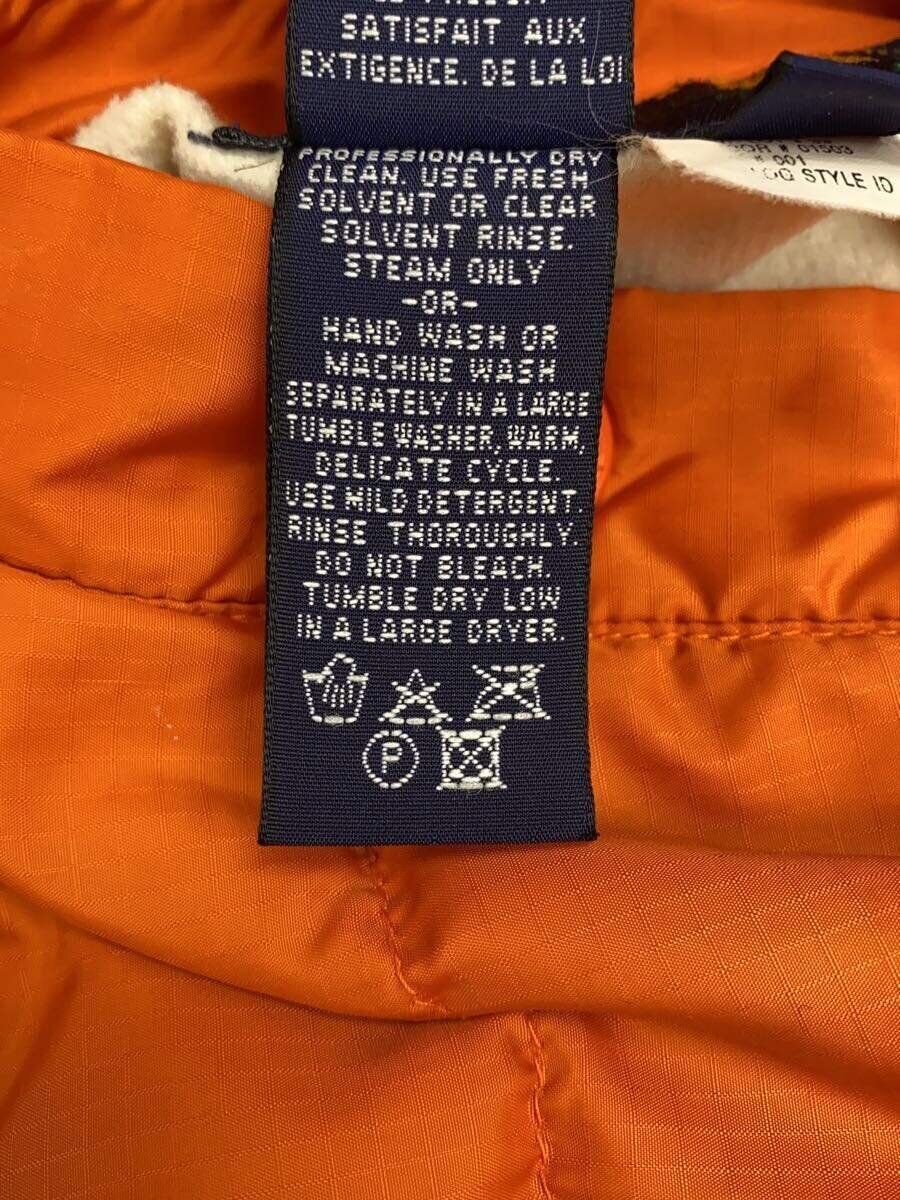 SATISFAIT AUX
EXTIGENCE. DE LA LOI
PROFESSIONALLY DRY
CLEAN. USE FRESH
SOLVENT OR CLEAR
SOLVENT RINSE.
STEAM ONLY
-OR-
HAND WASH OR
MACHINE WASH
SEPARATELY IN A LARGE
TUMBLE WASHER, WARM,
DELICATE CYCLE.
USE MILD DETERGENT.
RINSE THOROUGHLY.
DO NOT BLEACH.
TUMBLE DRY LOW
IN A LARGE DRYER.
P
# 01503
# 001
STYLE ID